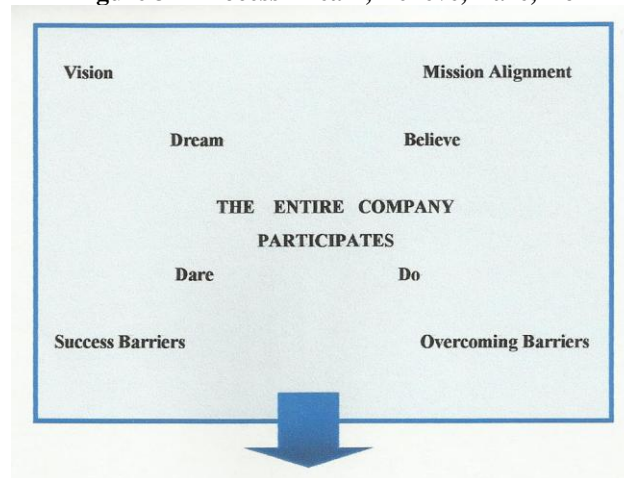 Vision Mission Alignment
Dream Believe
THE ENTIRE COMPANY
PARTICIPATES
Dare Do
Success Barriers Overcoming Barriers